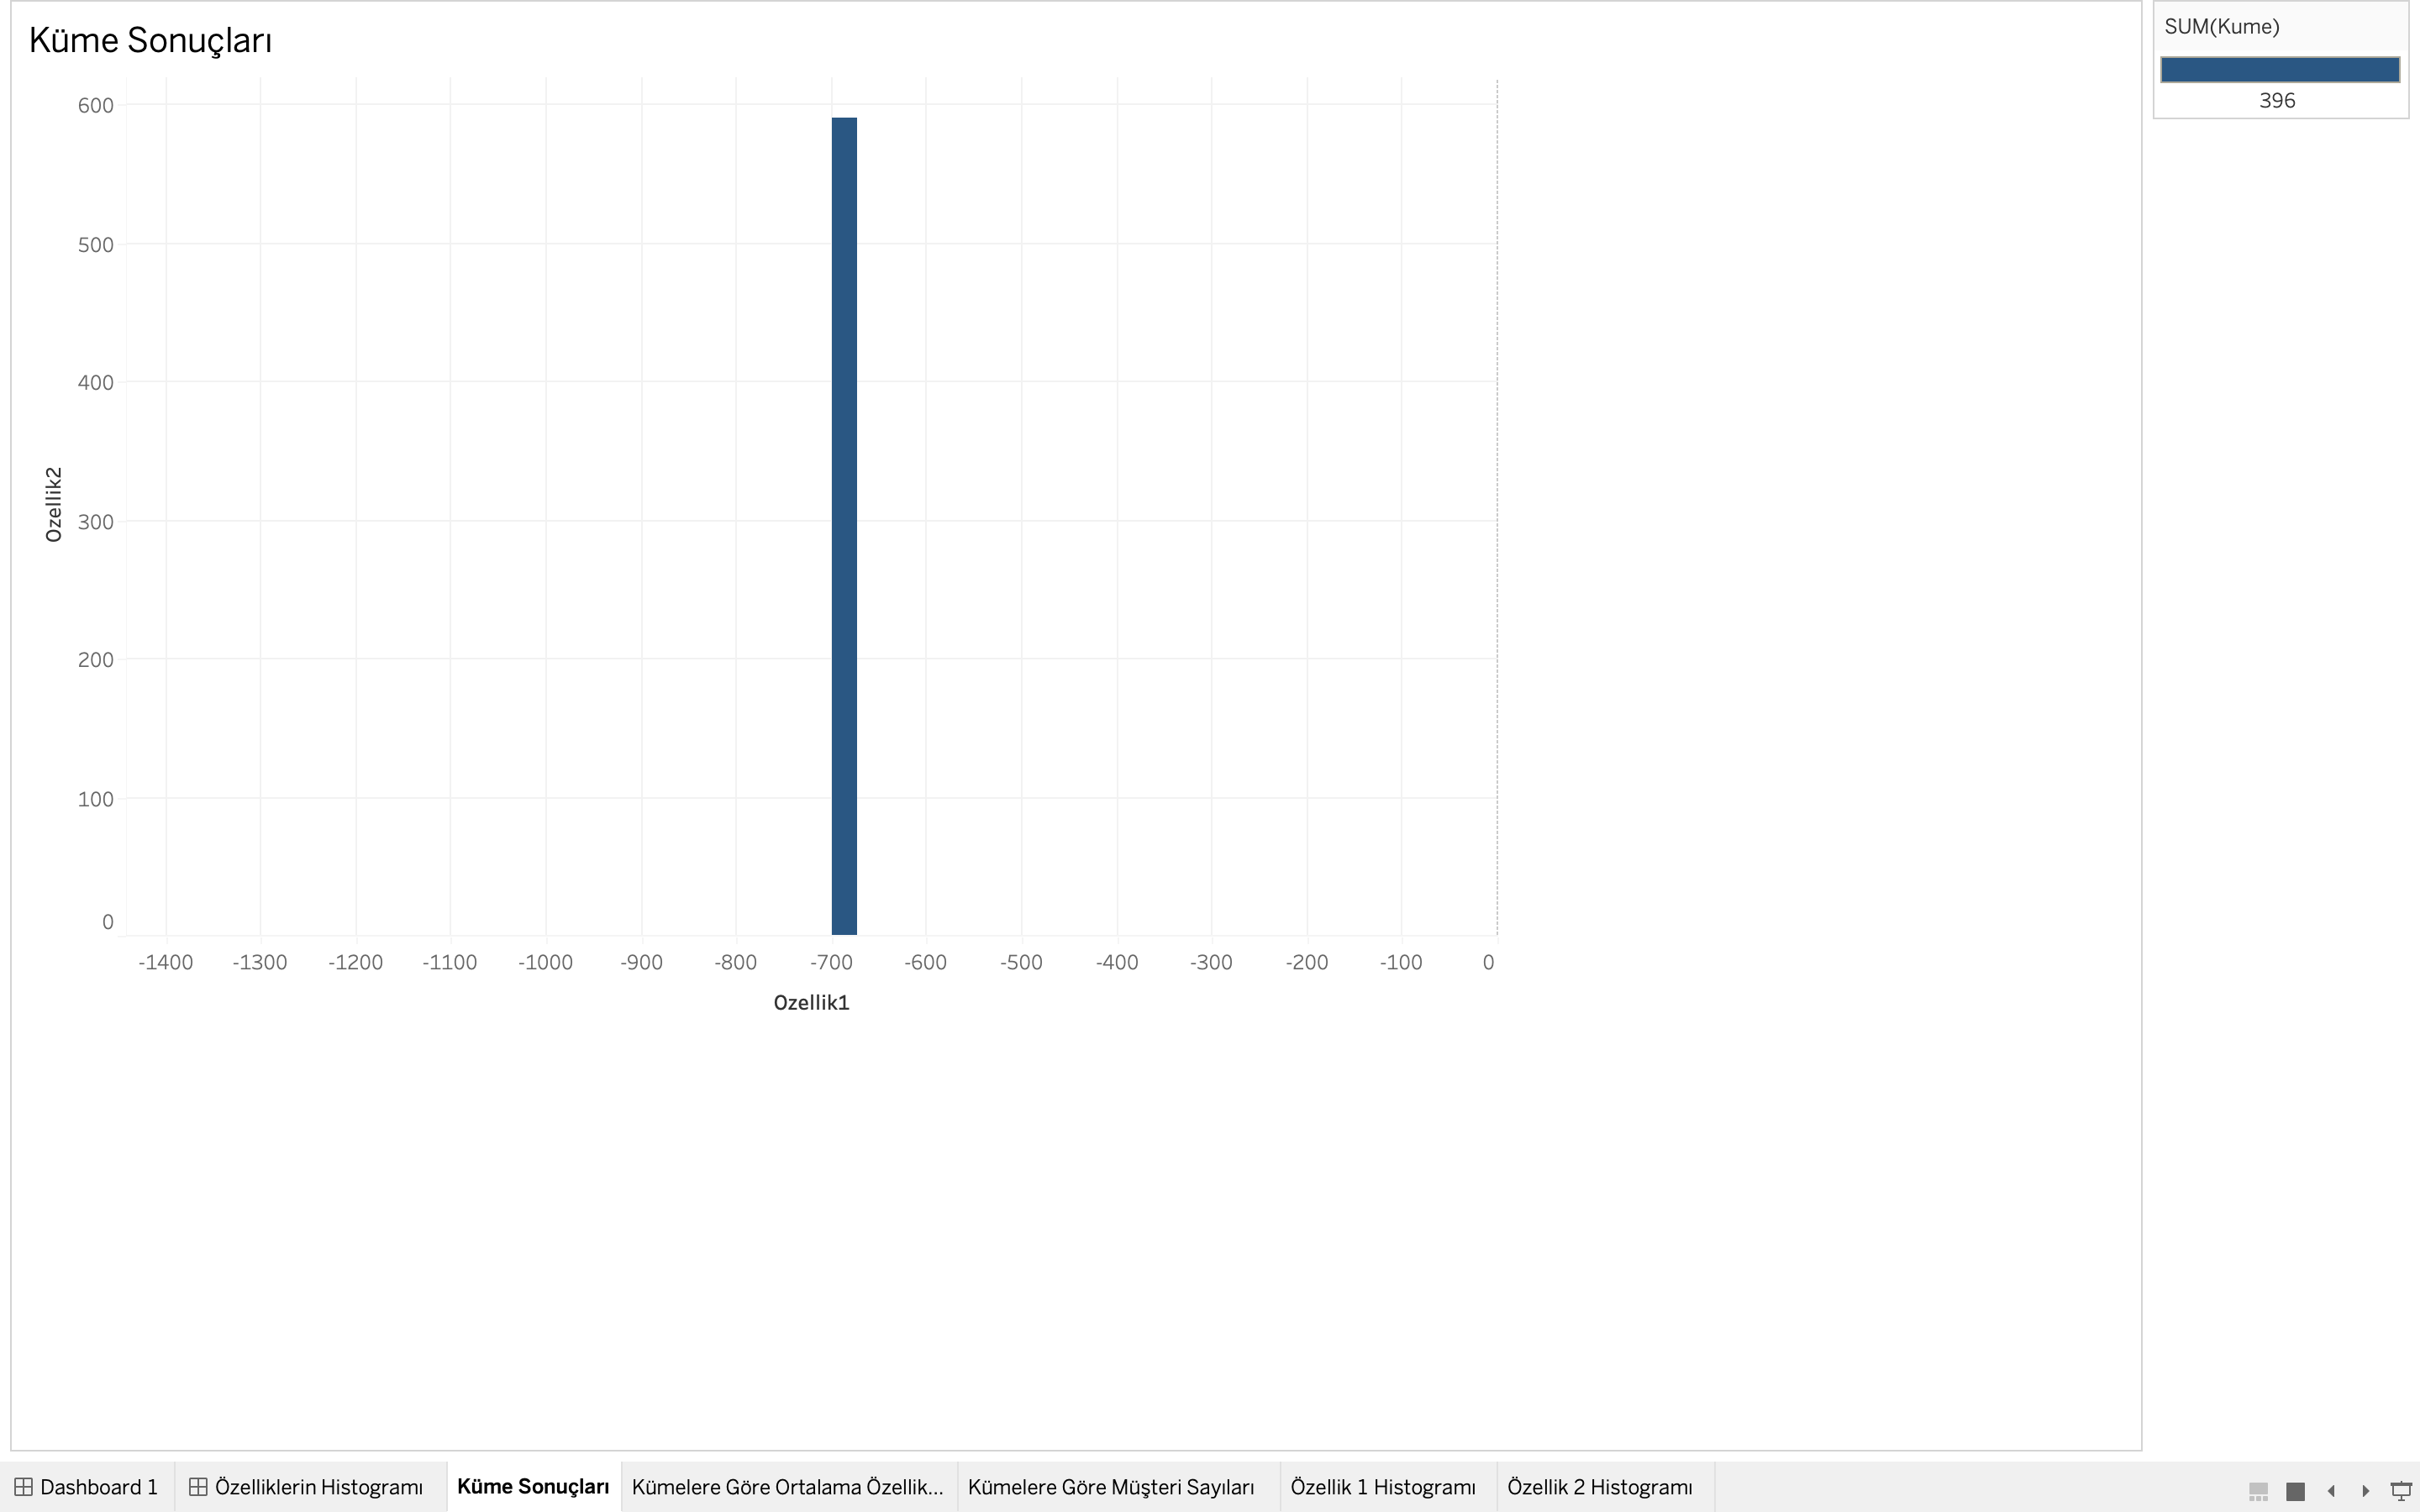 Küme Sonuçları
SUM(Kume)
396
600
500
400
300
200
100
0
Ozellik2
-1400 -1300 -1200 -1100 -1000 -900 -800 -700 -600 -500 -400 -300 -200 -100 0
Ozellik1
Dashboard 1 Özelliklerin Histogramı Küme Sonuçları Kümelere Göre Ortalama Özellik... Kümelere Göre Müşteri Sayıları Özellik 1 Histogramı Özellik 2 Histogramı